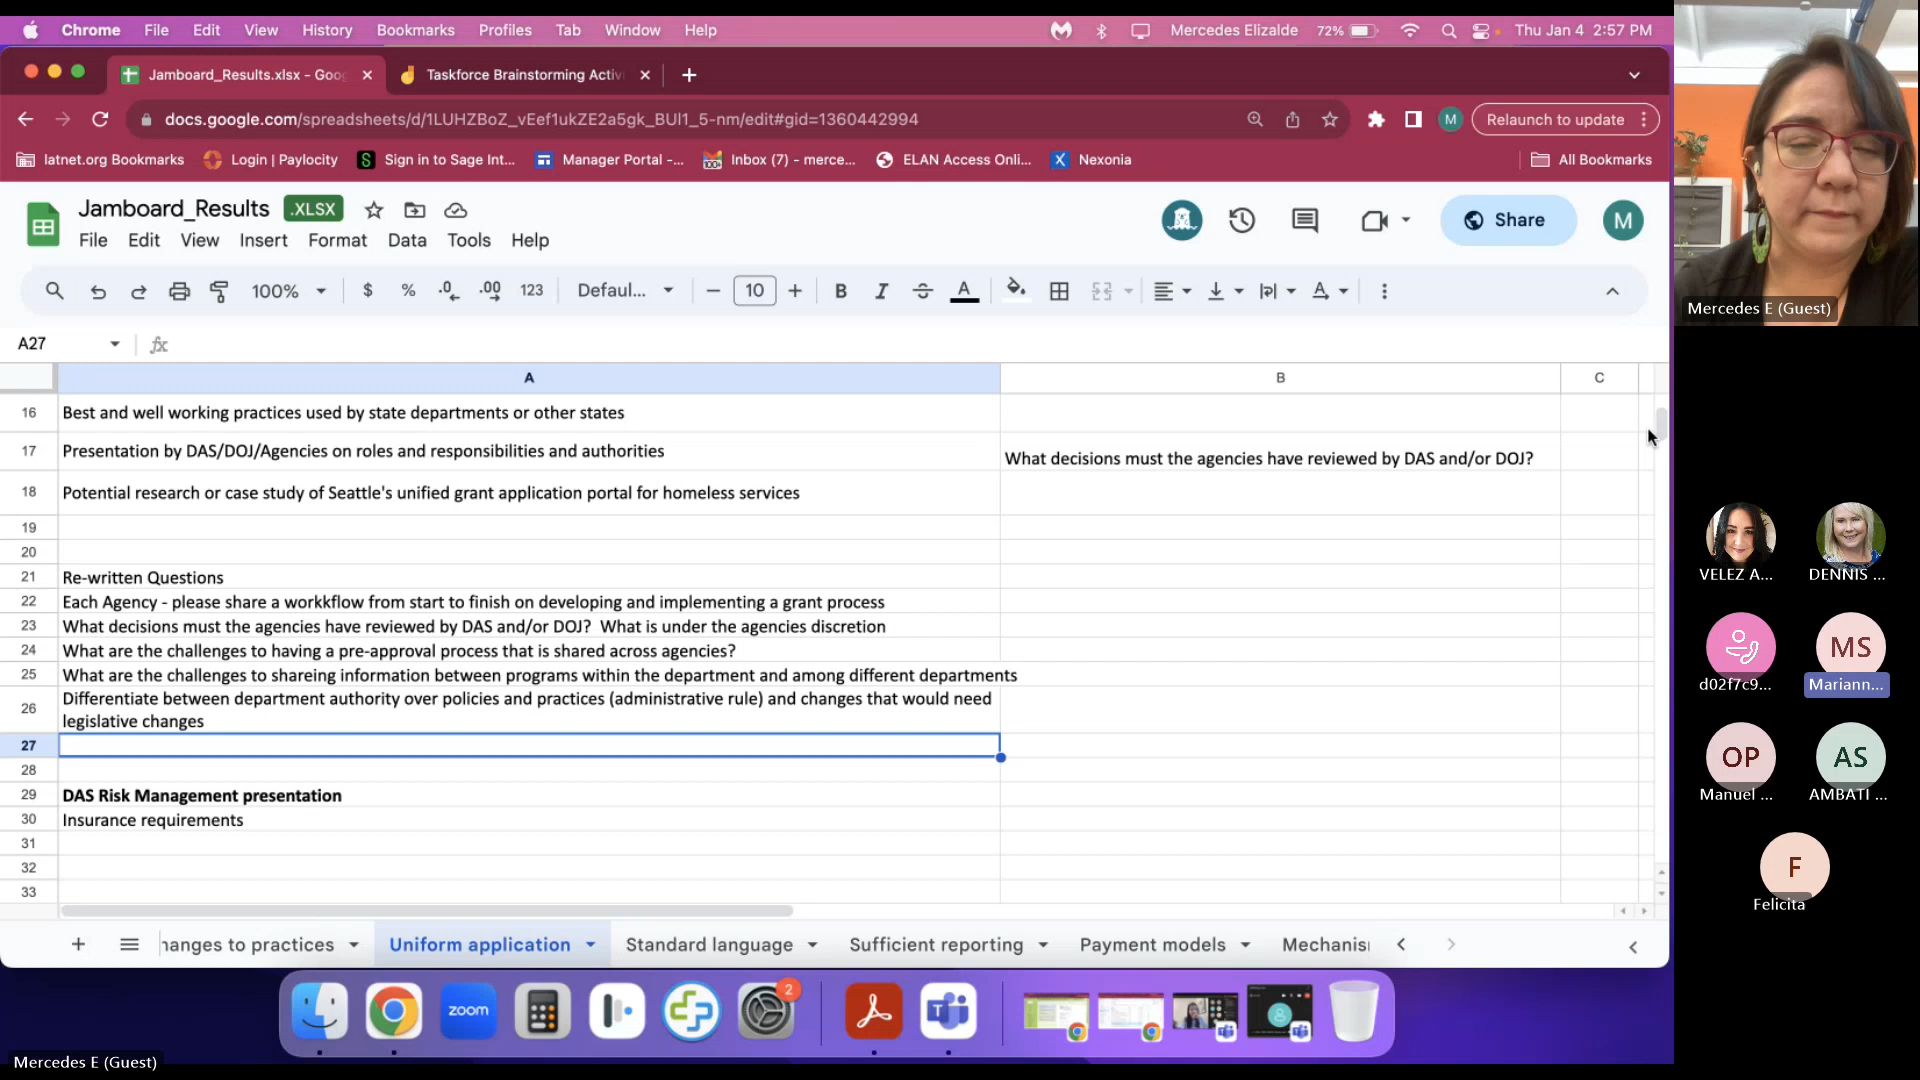 Chrome File Edit View History Bookmarks Profiles Tab Window Help
Mercedes Elizalde 72% Thu Jan 4 2:57 PM
Jamboard_Results.xlsx - Goo
Taskforce Brainstorming Activ
docs.google.com/spreadsheets/d/1LUHZBoZ_vEef1ukZE2a5gk_BUl1_5-nm/edit#gid=1360442994
M
Relaunch to update
latnet.org Bookmarks
Login | Paylocity
Sign in to Sage Int...
Manager Portal -...
Inbox (7) - merce...
ELAN Access Onli...
Nexonia
All Bookmarks
Jamboard_Results .XLSX
File Edit View Insert Format Data Tools Help
Share
M
100% $ % .0 .00 123 Defaul... 10 B I A
A27 fx
A B C
16 Best and well working practices used by state departments or other states
17 Presentation by DAS/DOJ/Agencies on roles and responsibilities and authorities
What decisions must the agencies have reviewed by DAS and/or DOJ?
18 Potential research or case study of Seattle's unified grant application portal for homeless services
19
20
21 Re-written Questions
22 Each Agency - please share a workkflow from start to finish on developing and implementing a grant process
23 What decisions must the agencies have reviewed by DAS and/or DOJ? What is under the agencies discretion
24 What are the challenges to having a pre-approval process that is shared across agencies?
25 What are the challenges to shareing information between programs within the department and among different departments
26 Differentiate between department authority over policies and practices (administrative rule) and changes that would need
legislative changes
27
28
29 DAS Risk Management presentation
30 Insurance requirements
31
32
33
hanges to practices
Uniform application
Standard language
Sufficient reporting
Payment models
Mechanisı
zoom
2
Mercedes E (Guest)
Mercedes E (Guest)
VELEZ A...
DENNIS ...
d02f7c9...
MS
Mariann...
OP
Manuel ...
AS
AMBATI ...
F
Felicita